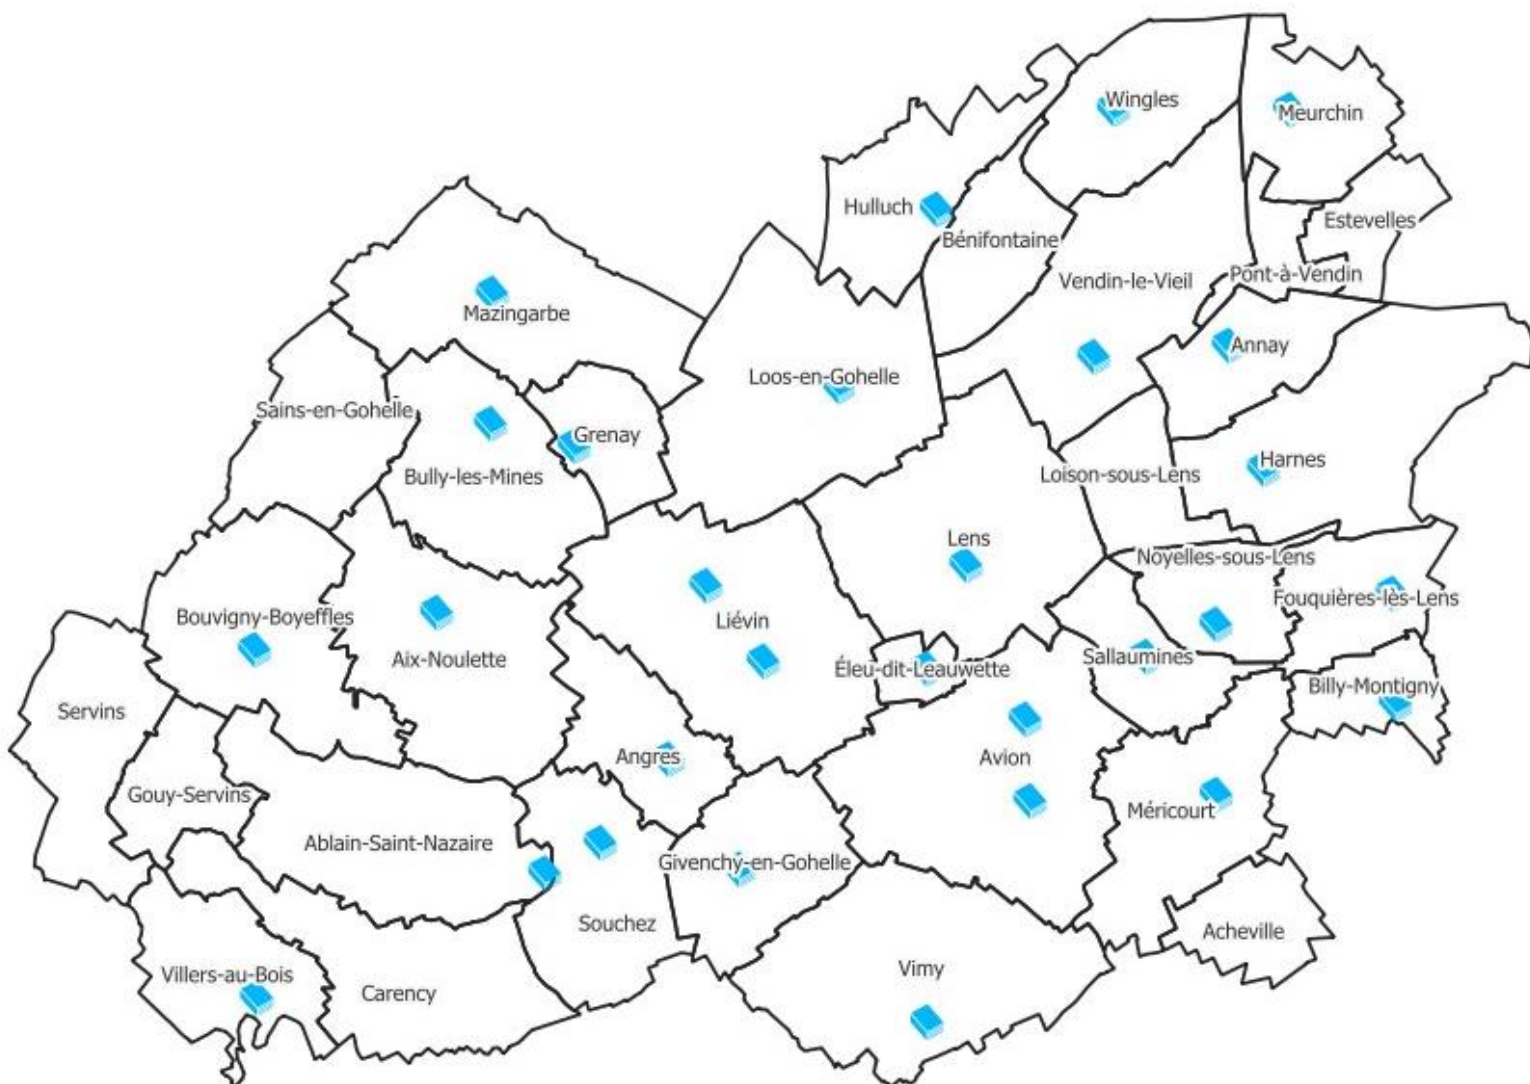 Wingles
Meurchin
Hulluch
Estevelles
Bénifontaine
Vendin-le-Vieil
Pont-à-Vendin
Mazingarbe
Annay
Loos-en-Gohelle
Sains-en-Gohelle
Grenay
Harnes
Bully-les-Mines
Loison-sous-Lens
Lens
Noyelles-sous-Lens
Fouquières-lès-Lens
Bouvigny-Boyeffles
Liévin
Aix-Noulette
Éleu-dit-Leauwette
Sallaumines
Billy-Montigny
Servins
Angres
Avion
Gouy-Servins
Méricourt
Ablain-Saint-Nazaire
Givenchy-en-Gohelle
Souchez
Acheville
Villers-au-Bois
Vimy
Carency